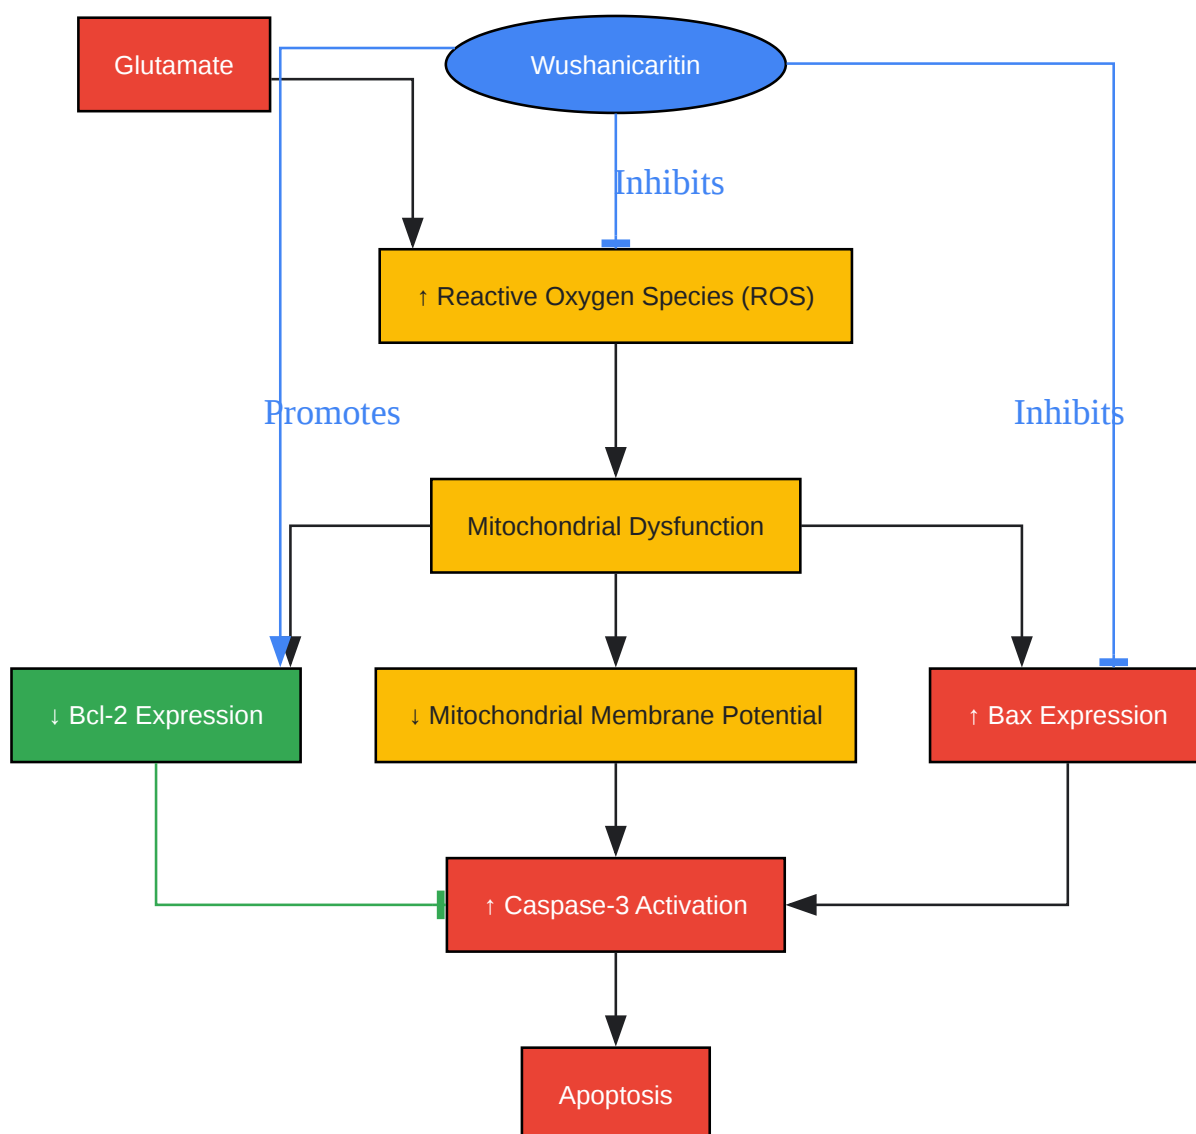 Glutamate
Wushanicaritin
Inhibits
↑ Reactive Oxygen Species (ROS)
Promotes
Inhibits
Mitochondrial Dysfunction
↓ Bcl-2 Expression
↓ Mitochondrial Membrane Potential
↑ Bax Expression
↑ Caspase-3 Activation
Apoptosis